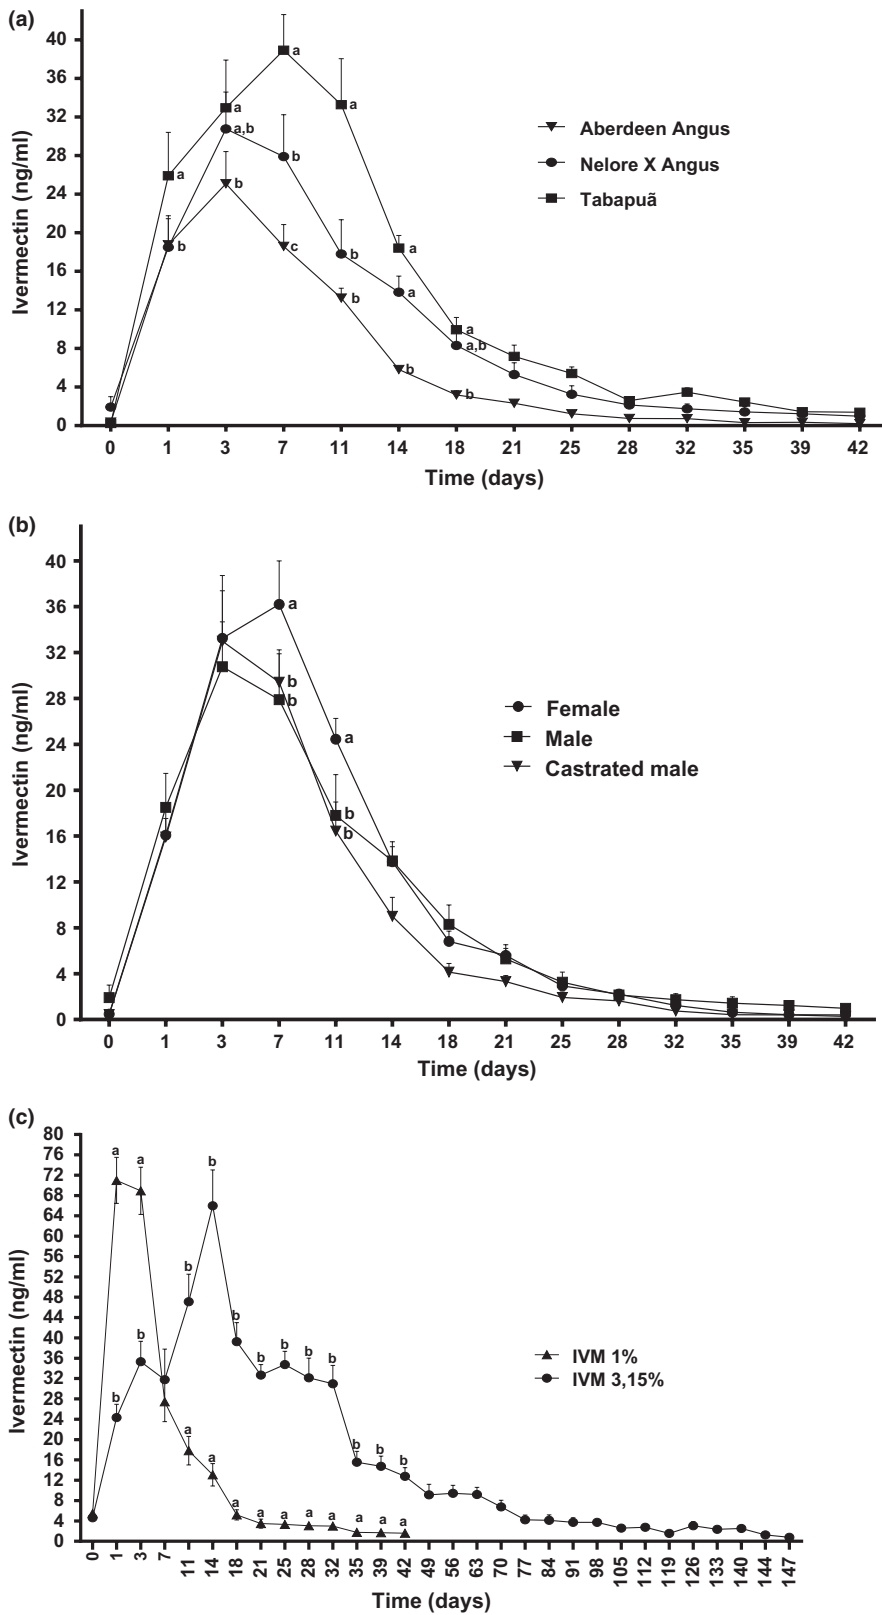 (a)
40
36
32
28
24
20
16
12
8
4
0
Ivermectin (ng/ml)
a
a
a,b
b
a
b
c
a
b
b
a
a
b
a
a,b
b
b
Aberdeen Angus
Nelore X Angus
Tabapuã
0 1 3 7 11 14 18 21 25 28 32 35 39 42
Time (days)
(b)
40
36
32
28
24
20
16
12
8
4
0
Ivermectin (ng/ml)
a
b
b
a
b
b
Female
Male
Castrated male
0 1 3 7 11 14 18 21 25 28 32 35 39 42
Time (days)
(c)
80
76
72
68
64
60
56
52
48
44
40
36
32
28
24
20
16
12
8
4
0
Ivermectin (ng/ml)
a a b
b
b b
b b b b
b
b b b
a
a
a a a a a a a a
IVM 1%
IVM 3,15%
0 1 3 7 11 14 18 21 25 28 32 35 39 42 49 56 63 70 77 84 91 98 105 112 119 126 133 140 144 147
Time (days)